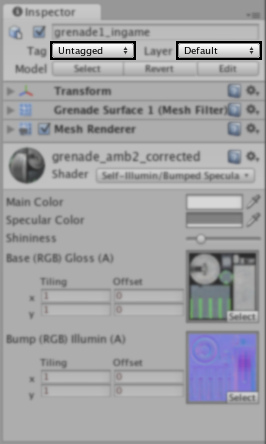 Inspector
grenade1_ingame
Tag Untagged Layer Default
Model Select Revert Edit
Transform
Grenade Surface 1 (Mesh Filter)
Mesh Renderer
grenade_amb2_corrected
Shader Self-Illumin/Bumped Specula
Main Color
Specular Color
Shininess
Base (RGB) Gloss (A)
Tiling Offset
x 1 0
y 1 0
Select
Bump (RGB) Illumin (A)
Tiling Offset
x 1 0
y 1 0
Select